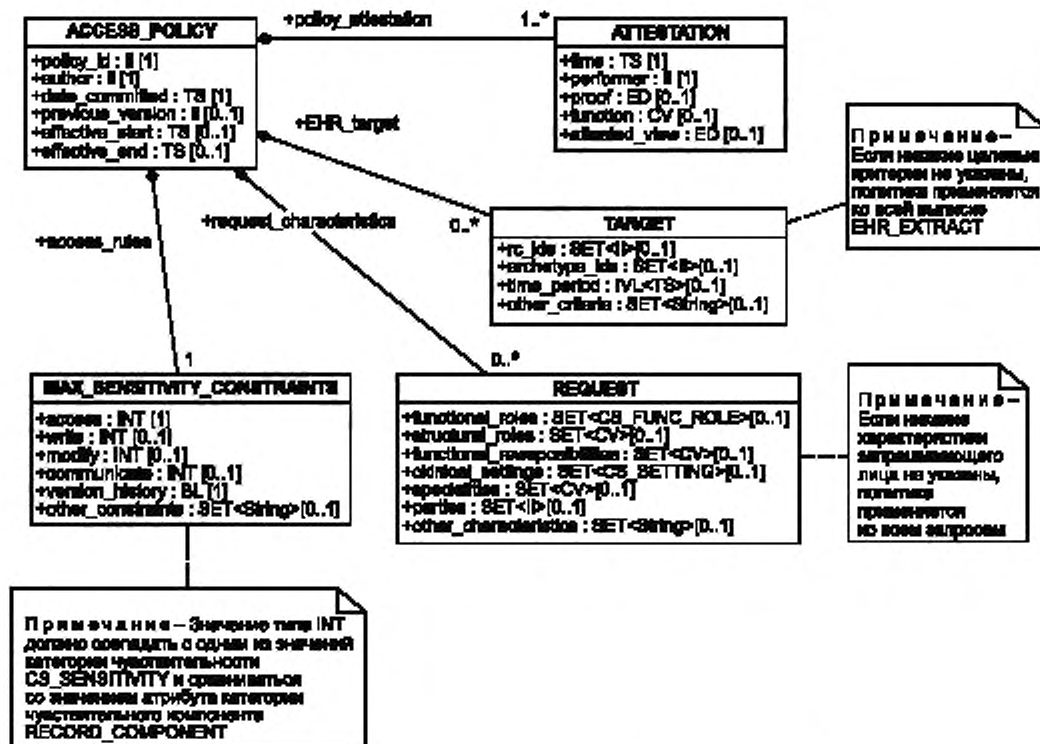 ACCESS_POLICY
+policy_id : II [1]
+author : II [1]
+date_committed : TS [1]
+previous_version : II [0..1]
+effective_start : TS [0..1]
+effective_end : TS [0..1]
+policy_attestation
1..*
ATTESTATION
+time : TS [1]
+performer : II [1]
+proof : ED [0..1]
+function : CV [0..1]
+attested_view : ED [0..1]
+EHR_target
0..*
TARGET
+rc_ids : SET<II>[0..1]
+archetype_ids : SET<II>[0..1]
+time_period : IVL<TS>[0..1]
+other_criteria : SET<String>[0..1]
Примечание –
Если никакие целевые
критерии не указаны,
политика применяется
ко всей выписке
EHR_EXTRACT
+request_characteristics
0..*
+access_rules
1
MAX_SENSITIVITY_CONSTRAINTS
+access : INT [1]
+write : INT [0..1]
+modify : INT [0..1]
+communicate : INT [0..1]
+version_history : BL [1]
+other_constraints : SET<String>[0..1]
REQUEST
+functional_roles : SET<CS_FUNC_ROLE>[0..1]
+structural_roles : SET<CV>[0..1]
+functional_responsibilities : SET<CV>[0..1]
+clinical_settings : SET<CS_SETTING>[0..1]
+specialities : SET<CV>[0..1]
+parties : SET<II>[0..1]
+other_characteristics : SET<String>[0..1]
Примечание –
Если никакие
характеристики
запрашивающего
лица не указаны,
политика
применяется
ко всем запросам
Примечание – Значение типа INT
должно совпадать с одним из значений
категории чувствительности
CS_SENSITIVITY и сравниваться
со значением атрибута категории
чувствительного компонента
RECORD_COMPONENT